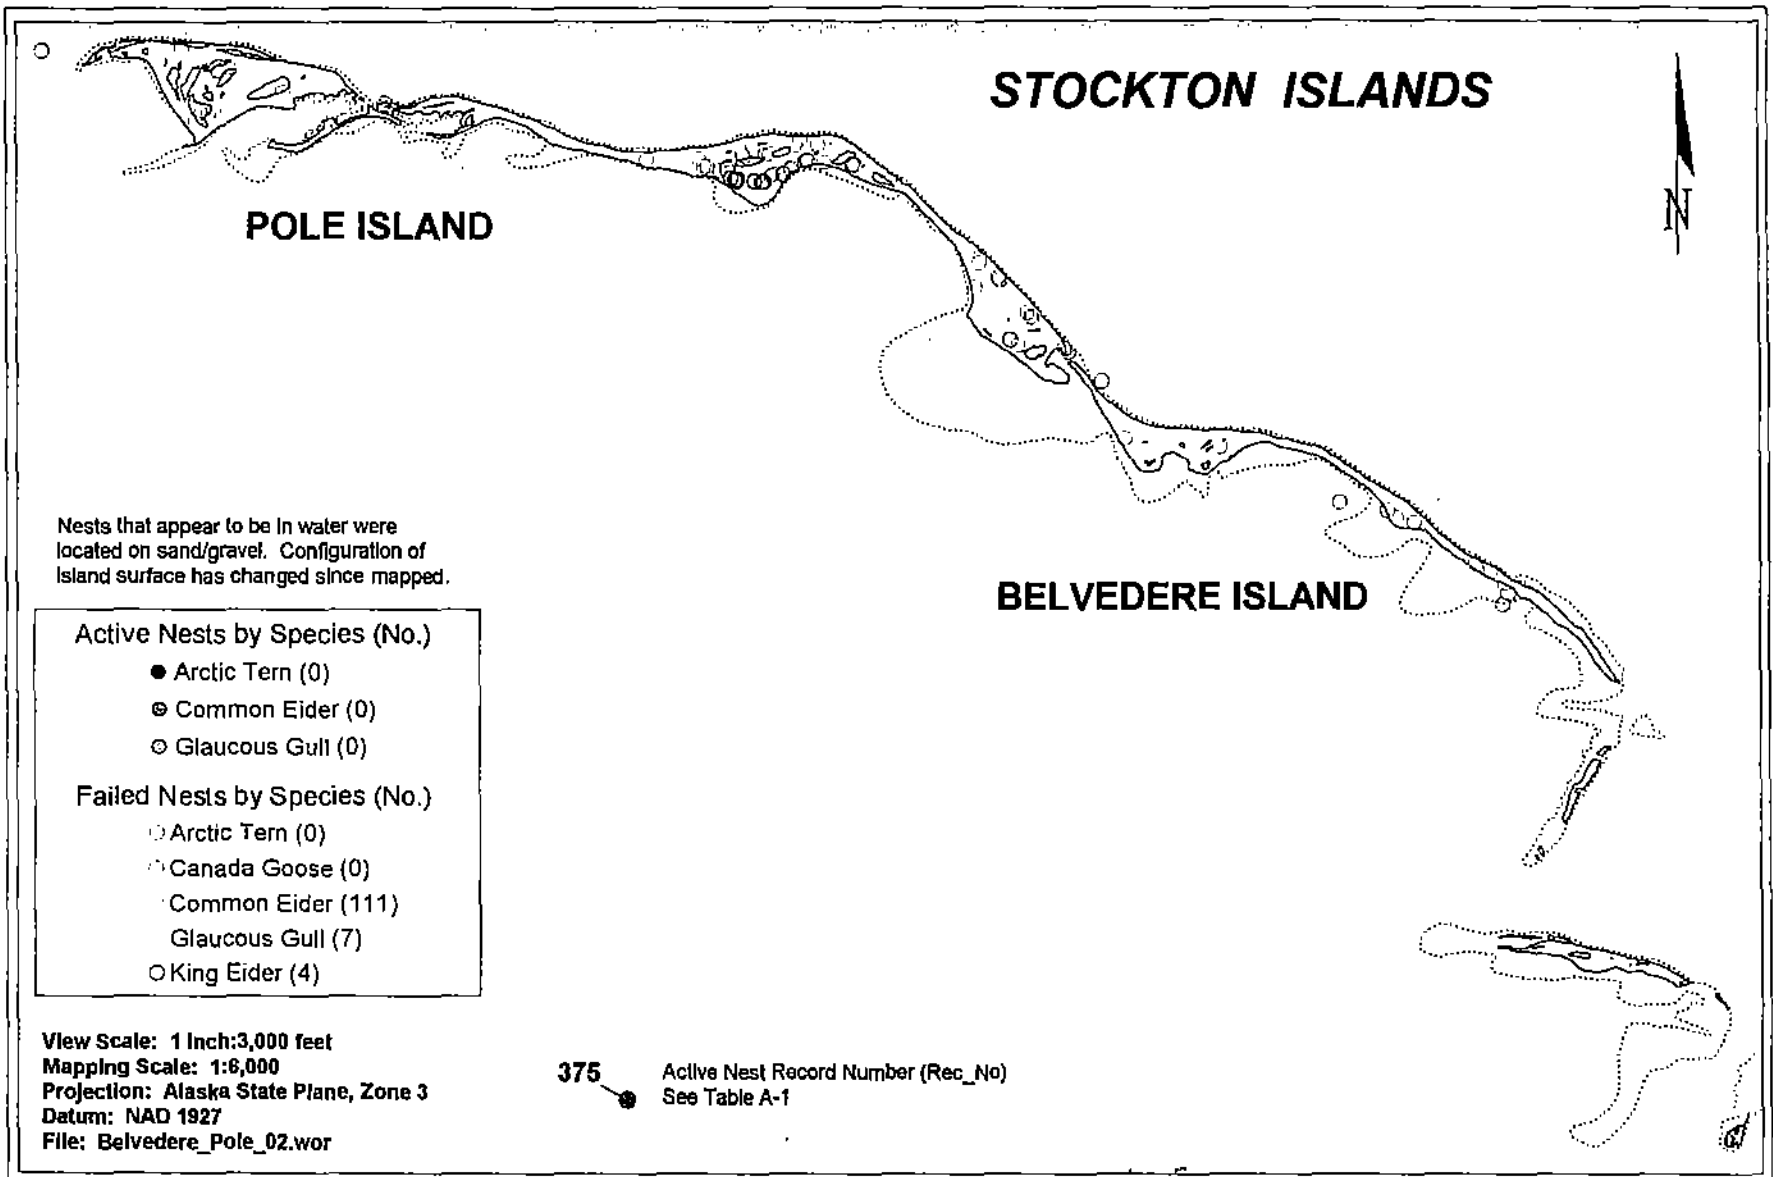 STOCKTON ISLANDS
N
POLE ISLAND
BELVEDERE ISLAND
Nests that appear to be in water were
located on sand/gravel. Configuration of
island surface has changed since mapped.
Active Nests by Species (No.)
Arctic Tern (0)
Common Eider (0)
Glaucous Gull (0)
Failed Nests by Species (No.)
Arctic Tern (0)
Canada Goose (0)
Common Eider (111)
Glaucous Gull (7)
King Eider (4)
View Scale: 1 inch:3,000 feet
Mapping Scale: 1:6,000
Projection: Alaska State Plane, Zone 3
Datum: NAD 1927
File: Belvedere_Pole_02.wor
375
Active Nest Record Number (Rec_No)
See Table A-1